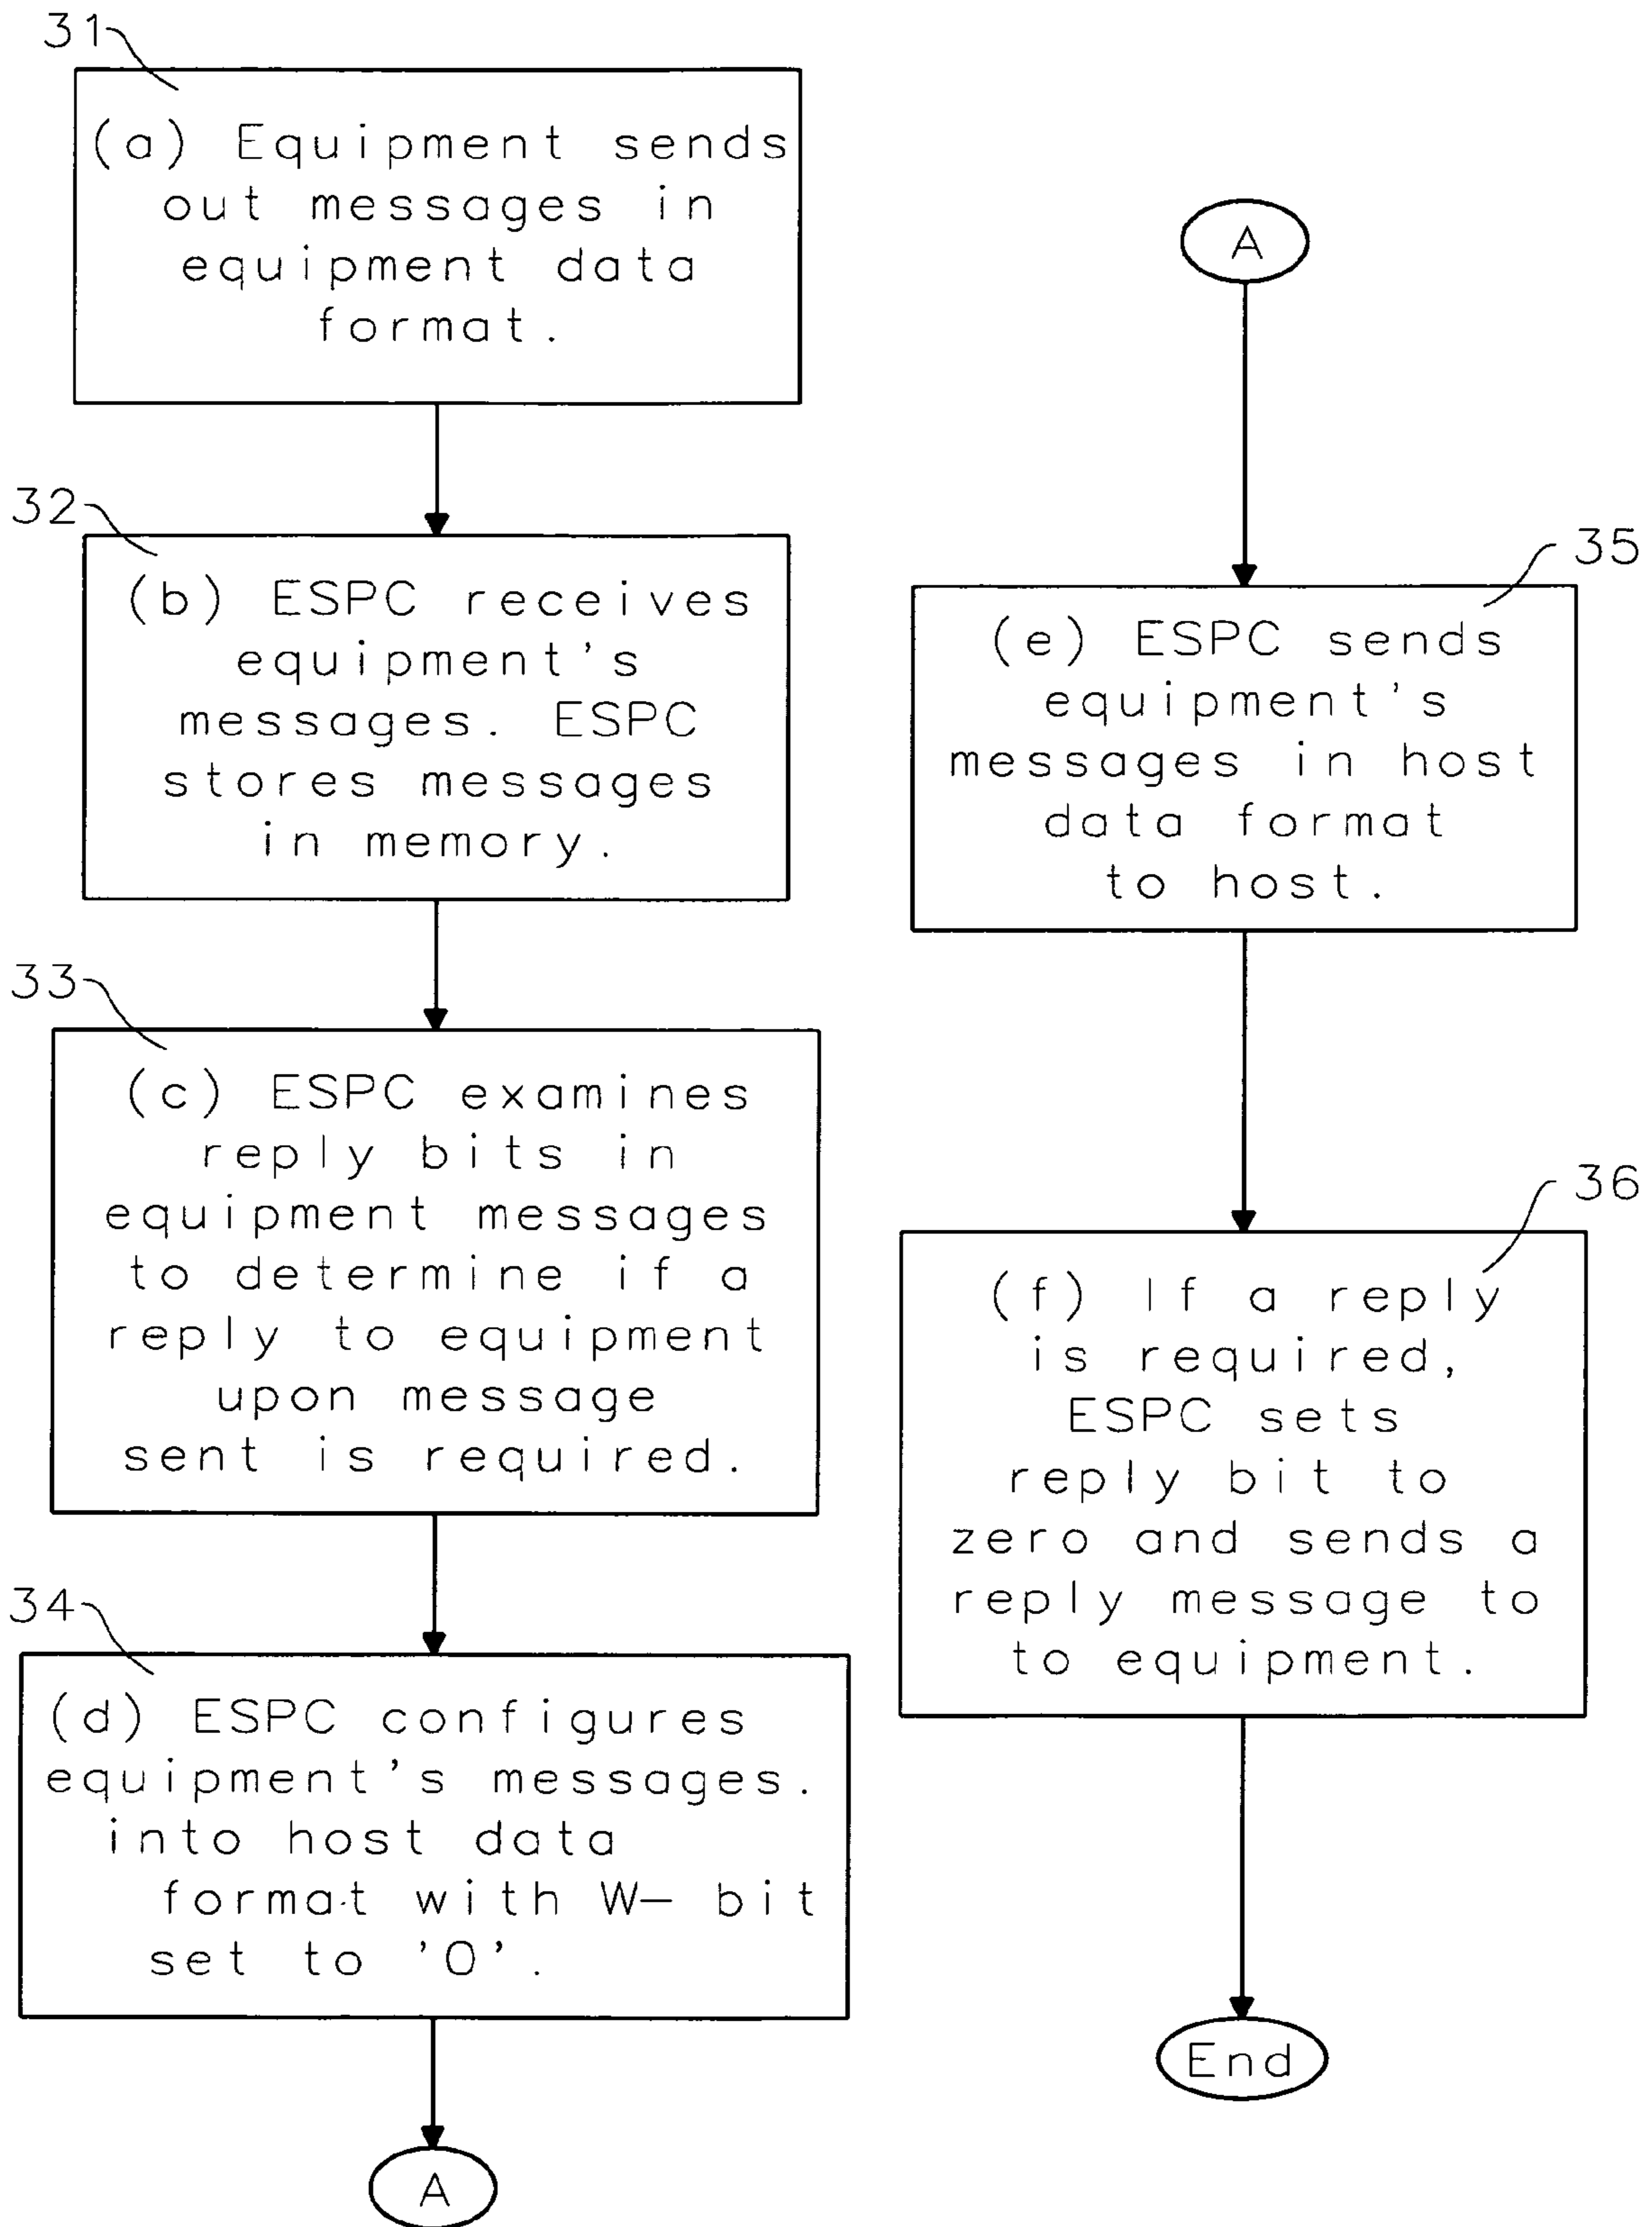 31
(a) Equipment sends
out messages in
equipment data
format.
32
(b) ESPC receives
equipment's
messages. ESPC
stores messages
in memory.
33
(c) ESPC examines
reply bits in
equipment messages
to determine if a
reply to equipment
upon message
sent is required.
34
(d) ESPC configures
equipment's messages.
into host data
format with W- bit
set to '0'.
A
A
35
(e) ESPC sends
equipment's
messages in host
data format
to host.
36
(f) If a reply
is required,
ESPC sets
reply bit to
zero and sends a
reply message to
to equipment.
End